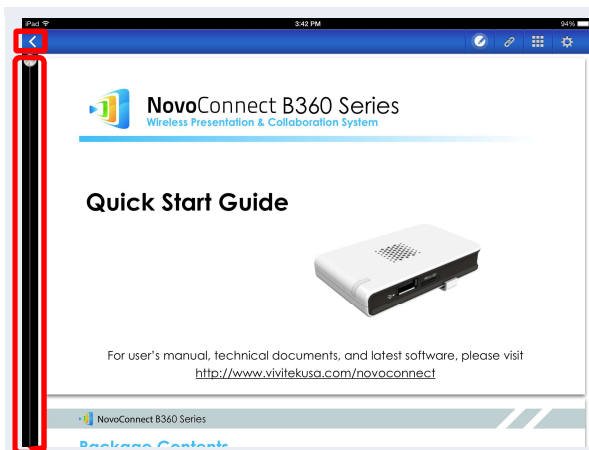 iPad
3:42 PM
94%
NovoConnect B360 Series
Wireless Presentation & Collaboration System
Quick Start Guide
For user's manual, technical documents, and latest software, please visit
http://www.vivitekusa.com/novoconnect
NovoConnect B360 Series
Package Contents